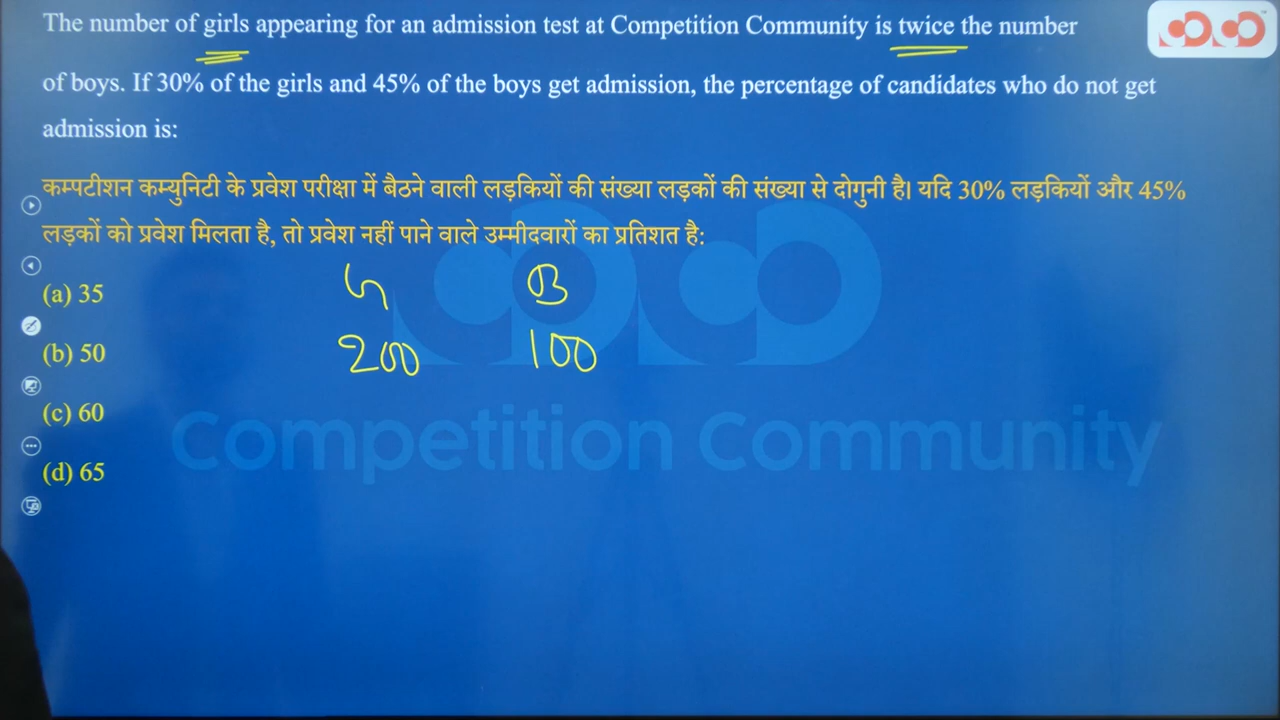 The number of girls appearing for an admission test at Competition Community is twice the number
of boys. If 30% of the girls and 45% of the boys get admission, the percentage of candidates who do not get
admission is:
कम्पटीशन कम्युनिटी के प्रवेश परीक्षा में बैठने वाली लड़कियों की संख्या लड़कों की संख्या से दोगुनी है। यदि 30% लड़कियों और 45%
लड़कों को प्रवेश मिलता है, तो प्रवेश नहीं पाने वाले उम्मीदवारों का प्रतिशत है:
(a) 35
(b) 50
(c) 60
(d) 65
G B
200 100
Competition Community